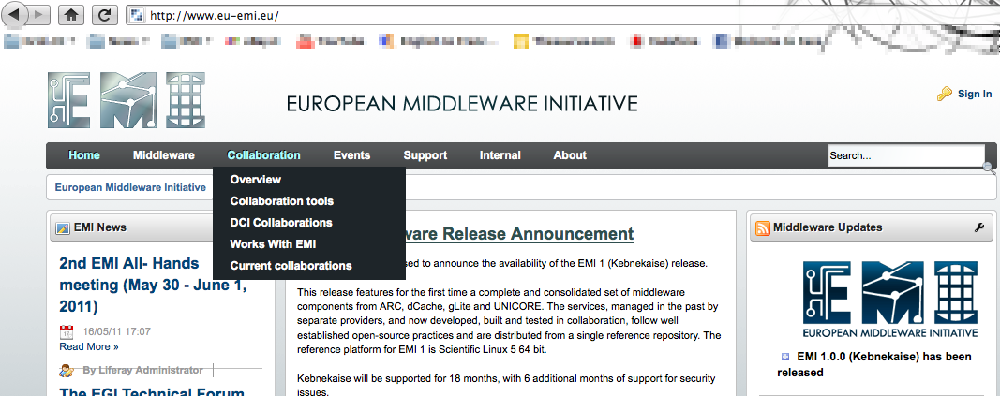 http://www.eu-emi.eu/
YouTube
EMI
EUROPEAN MIDDLEWARE INITIATIVE
Sign In
Home Middleware Collaboration Events Support Internal About
Search...
Overview
Collaboration tools
DCI Collaborations
Works With EMI
Current collaborations
European Middleware Initiative
EMI News
2nd EMI All- Hands
meeting (May 30 - June 1,
2011)
16/05/11 17:07
Read More »
By Liferay Administrator
The EGI Technical Forum
ware Release Announcement
sed to announce the availability of the EMI 1 (Kebnekaise) release.
This release features for the first time a complete and consolidated set of middleware
components from ARC, dCache, gLite and UNICORE. The services, managed in the past by
separate providers, and now developed, built and tested in collaboration, follow well
established open-source practices and are distributed from a single reference repository. The
reference platform for EMI 1 is Scientific Linux 5 64 bit.
Kebnekaise will be supported for 18 months, with 6 additional months of support for security
issues.
Middleware Updates
EMI
EUROPEAN MIDDLEWARE INITIATIVE
EMI 1.0.0 (Kebnekaise) has been
released